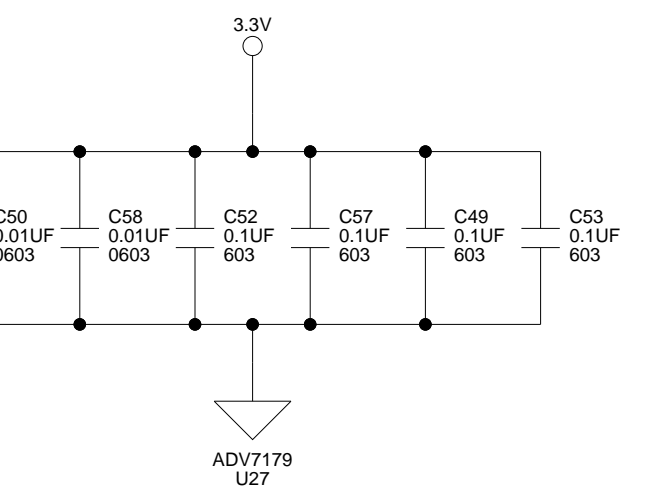 3.3V
C50
0.01UF
0603
C58
0.01UF
0603
C52
0.1UF
603
C57
0.1UF
603
C49
0.1UF
603
C53
0.1UF
603
ADV7179
U27